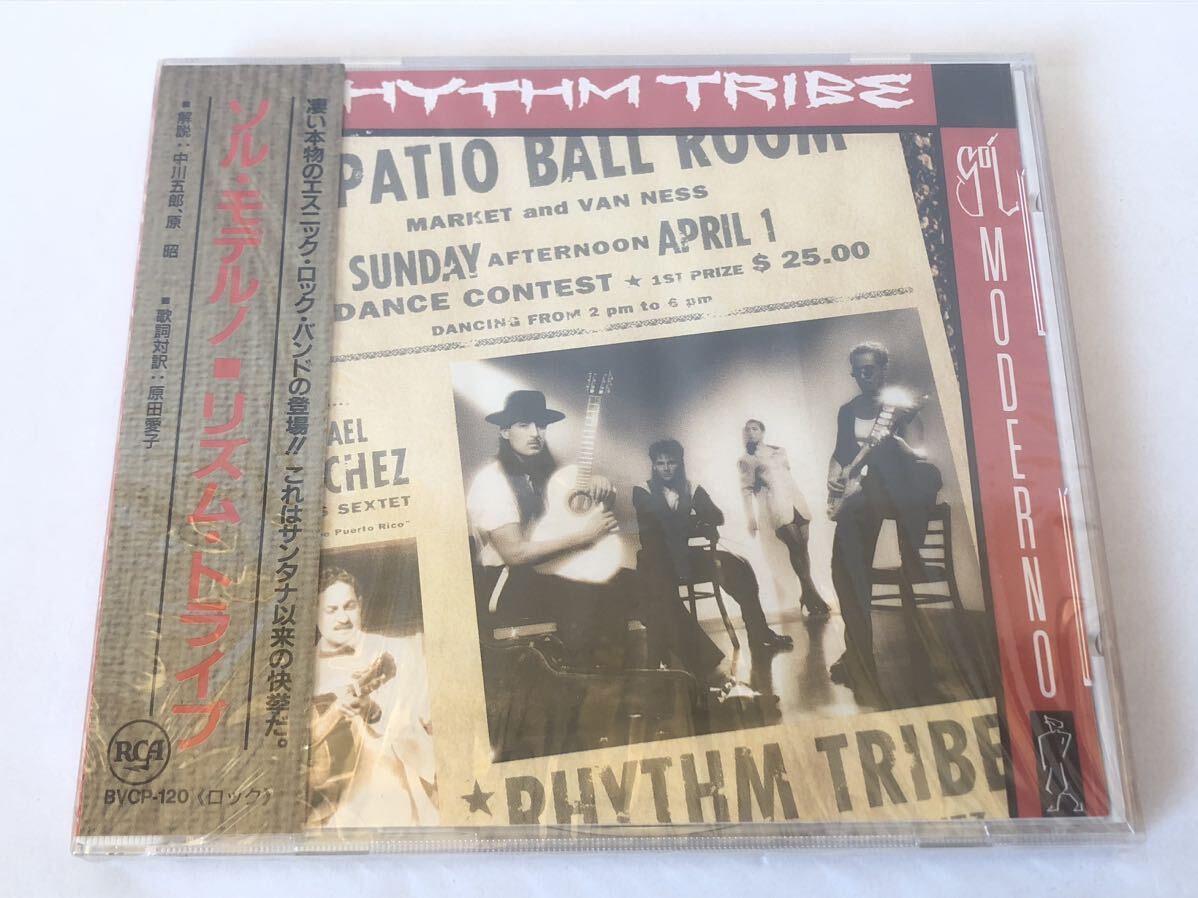 凄い本物のエスニック・ロック・バンドの登場!! これはサンタナ以来の快挙だ。
ソル・モデルノ■リズム・トライブ
■解説：中川五郎、原 昭 ■歌詞対訳：原田愛子
RCA
BVCP-120〈ロック〉
HYTHM TRIBE
PATIO BALL ROOM
MARKET and VAN NESS
SUNDAY AFTERNOON APRIL 1
DANCE CONTEST ★ 1ST PRIZE $ 25.00
DANCING FROM 2 pm to 6 pm
AEL
CHEZ
S SEXTET
e Puerto Rico"
★ RHYTHM TRIBE
EZ
SOL
MODERNO